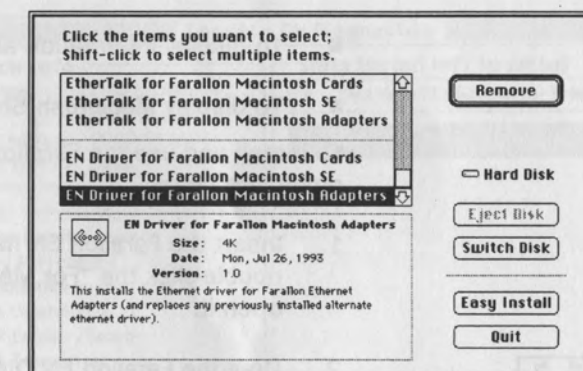 Click the items you want to select;
Shift-click to select multiple items.
EtherTalk for Farallon Macintosh Cards
EtherTalk for Farallon Macintosh SE
EtherTalk for Farallon Macintosh Adapters
EN Driver for Farallon Macintosh Cards
EN Driver for Farallon Macintosh SE
EN Driver for Farallon Macintosh Adapters
EN Driver for Farallon Macintosh Adapters
Size: 4K
Date: Mon, Jul 26, 1993
Version: 1.0
This installs the Ethernet driver for Farallon Ethernet
Adapters (and replaces any previously installed alternate
ethernet driver).
Remove
Hard Disk
Eject Disk
Switch Disk
Easy Install
Quit